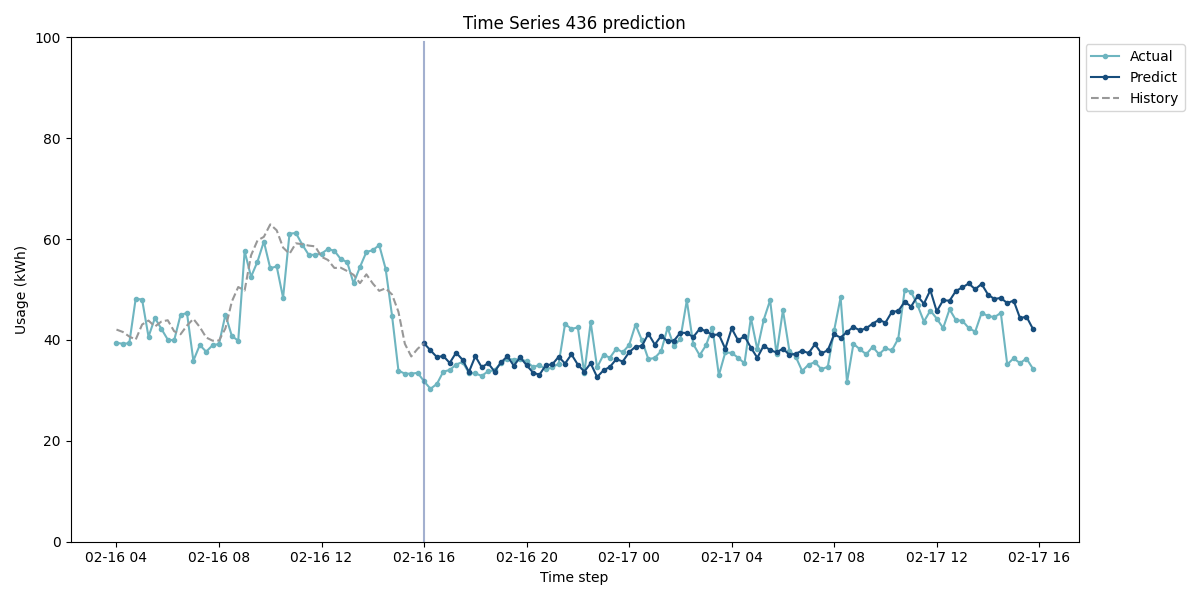 Time Series 436 prediction
Usage (kWh)
100
80
60
40
20
0
02-16 04
02-16 08
02-16 12
02-16 16
02-16 20
02-17 00
02-17 04
02-17 08
02-17 12
02-17 16
Time step
Actual
Predict
History